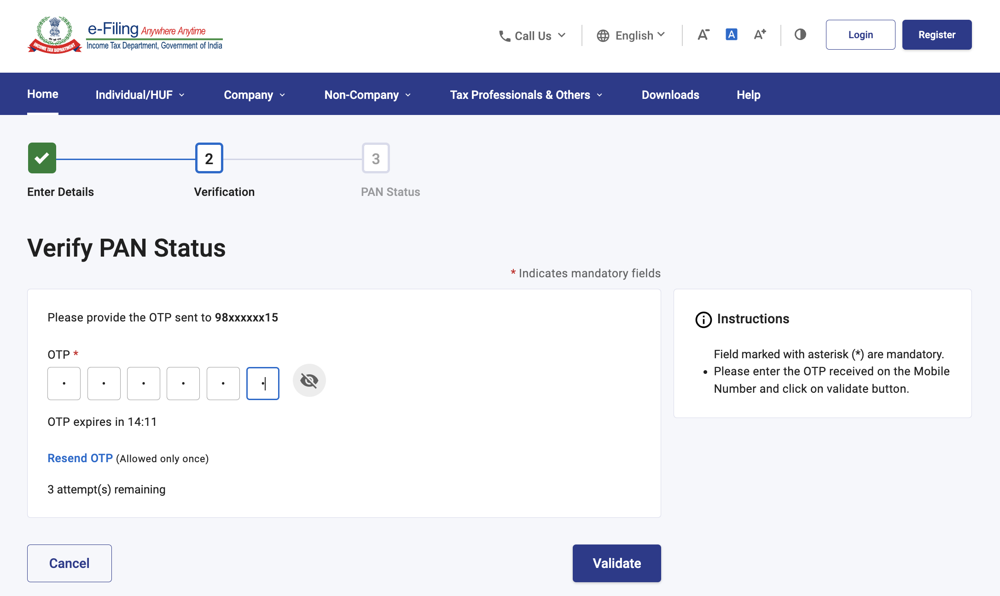 e-Filing Anywhere Anytime
Income Tax Department, Government of India
INCOME TAX DEPARTMENT
Call Us
English
A-
A
A+
Login
Register
Home
Individual/HUF
Company
Non-Company
Tax Professionals & Others
Downloads
Help
2
3
Enter Details
Verification
PAN Status
Verify PAN Status
* Indicates mandatory fields
Please provide the OTP sent to 98xxxxxx15
OTP *
OTP expires in 14:11
Resend OTP (Allowed only once)
3 attempt(s) remaining
Instructions
Field marked with asterisk (*) are mandatory.
• Please enter the OTP received on the Mobile
Number and click on validate button.
Cancel
Validate